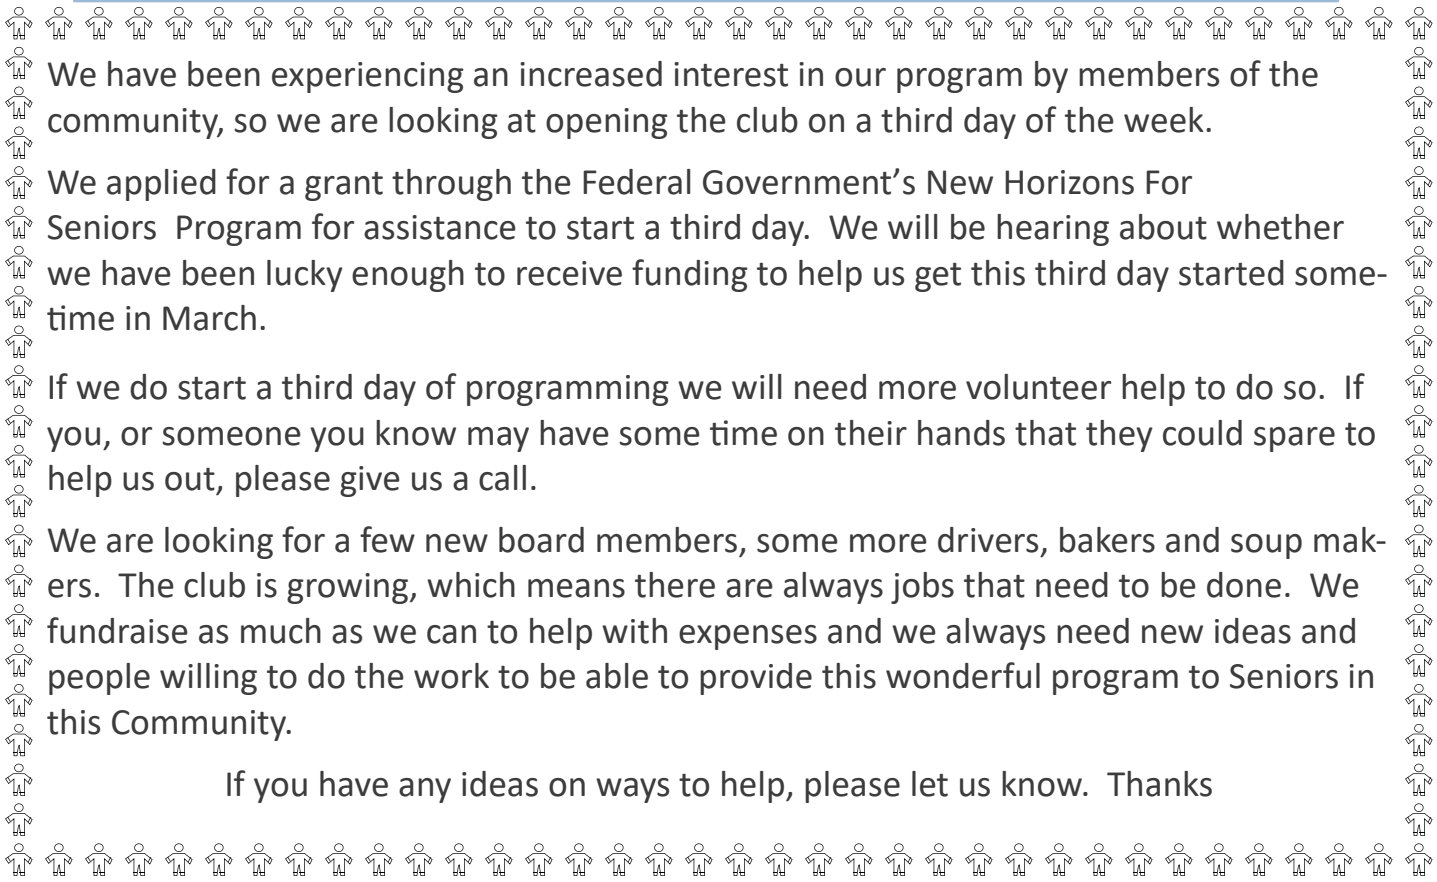 We have been experiencing an increased interest in our program by members of the
community, so we are looking at opening the club on a third day of the week.
We applied for a grant through the Federal Government’s New Horizons For
Seniors  Program for assistance to start a third day.  We will be hearing about whether
we have been lucky enough to receive funding to help us get this third day started some-
time in March.
If we do start a third day of programming we will need more volunteer help to do so.  If
you, or someone you know may have some time on their hands that they could spare to
help us out, please give us a call.
We are looking for a few new board members, some more drivers, bakers and soup mak-
ers.  The club is growing, which means there are always jobs that need to be done.  We
fundraise as much as we can to help with expenses and we always need new ideas and
people willing to do the work to be able to provide this wonderful program to Seniors in
this Community.
If you have any ideas on ways to help, please let us know.  Thanks